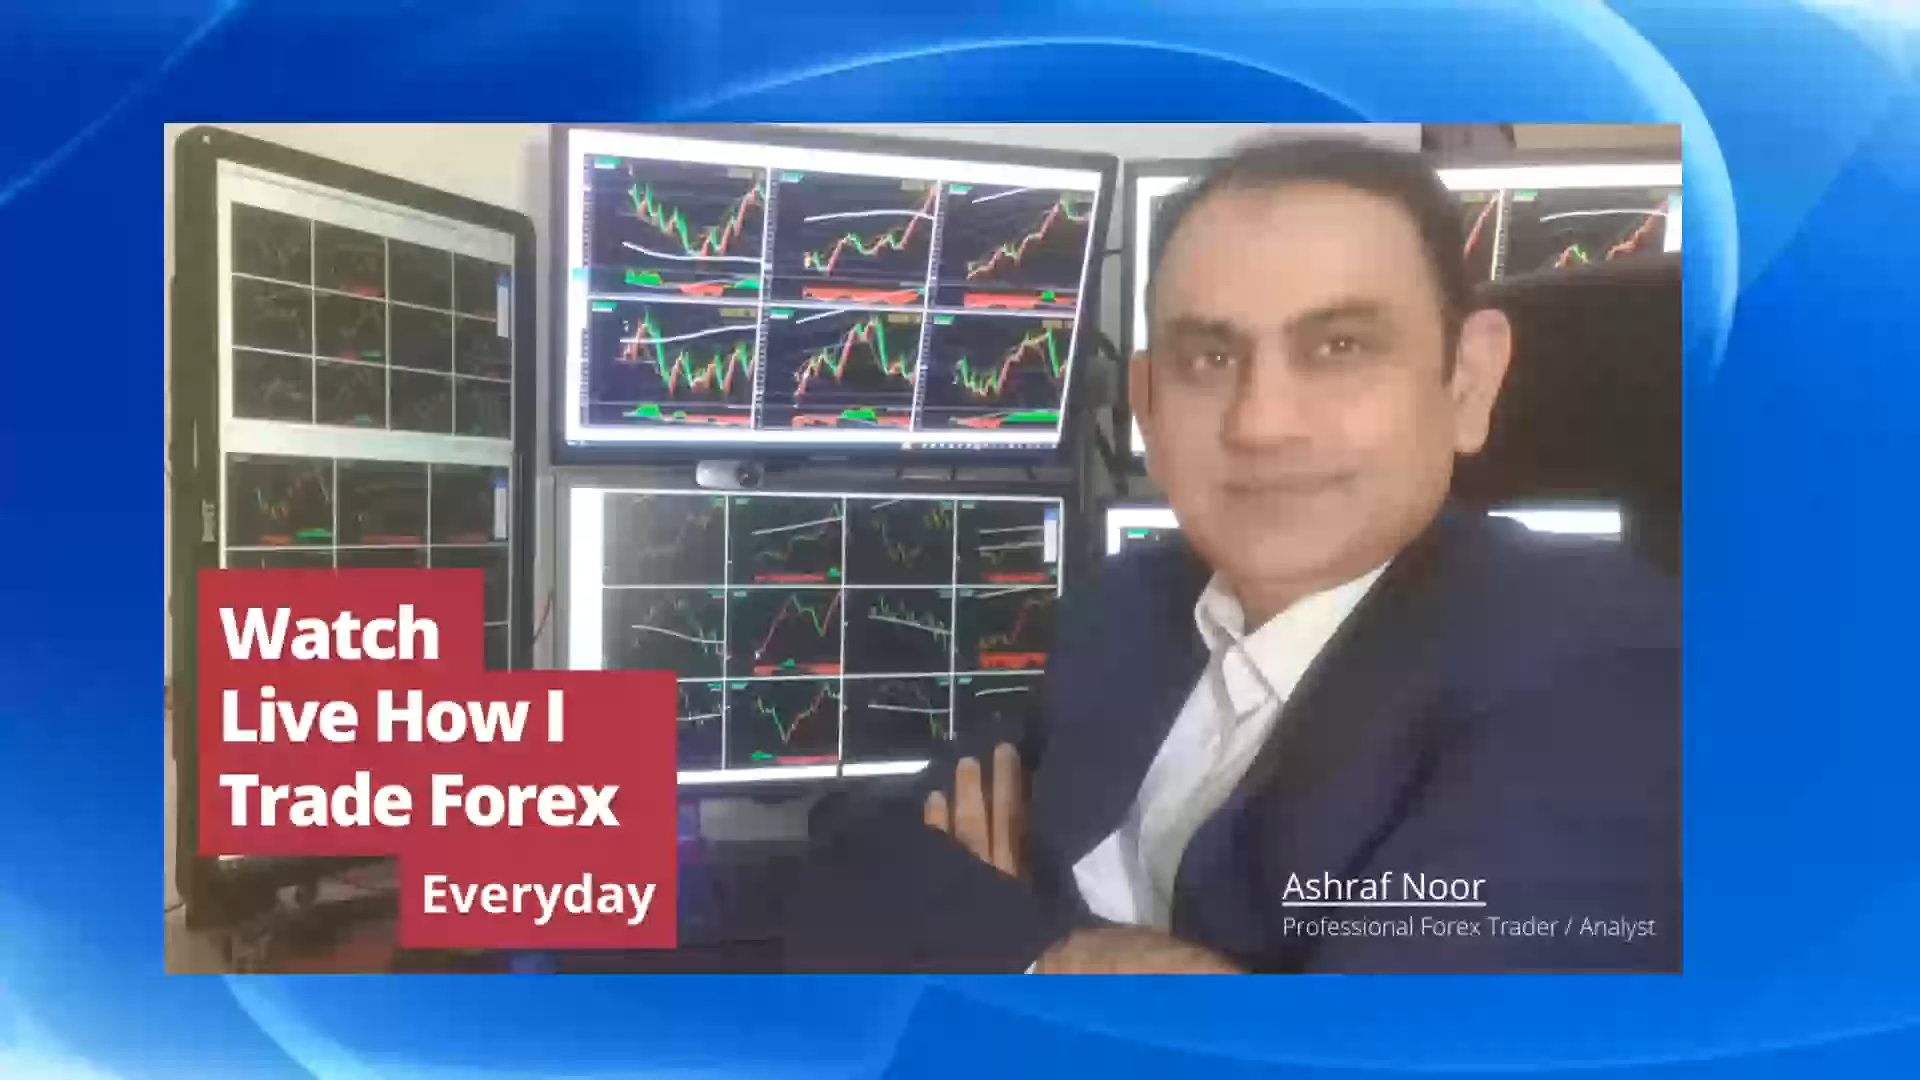 Watch
Live How I
Trade Forex
Everyday
Ashraf Noor
Professional Forex Trader / Analyst